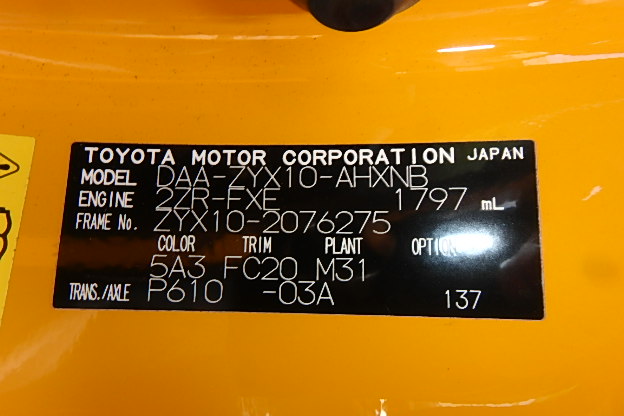 TOYOTA MOTOR CORPORATION JAPAN
MODEL DAA-ZYX10-AHXNB
ENGINE 2ZR-FXE 1797 mL
FRAME No. ZYX10-2076275
COLOR TRIM PLANT OPTION
5A3 FC20 M31
TRANS./AXLE P610 -03A 137